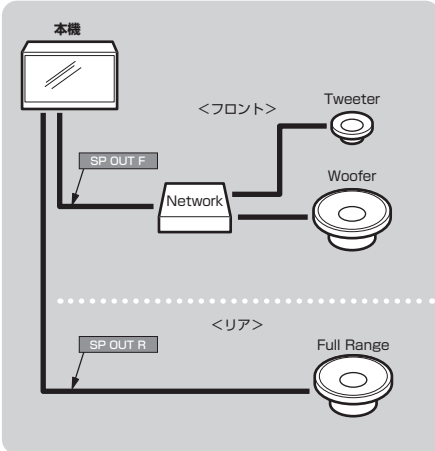 本機
＜フロント＞
Tweeter
SP OUT F
Woofer
Network
＜リア＞
SP OUT R
Full Range